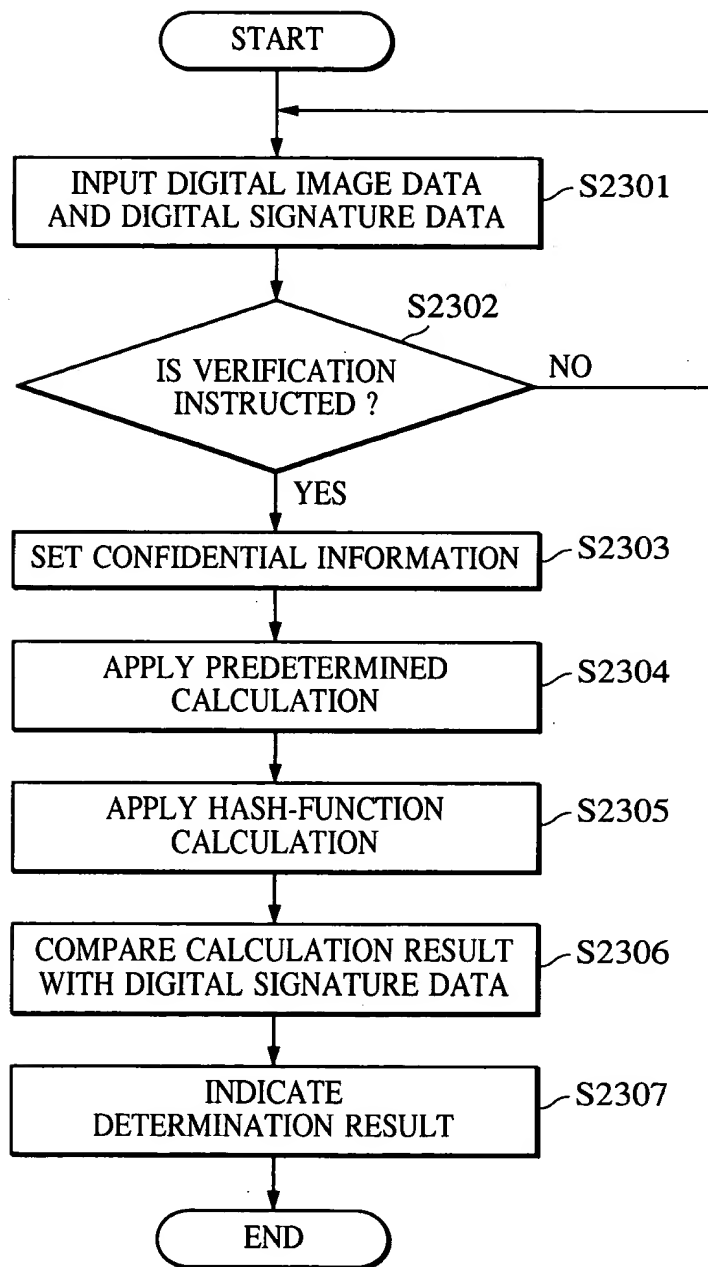 START
INPUT DIGITAL IMAGE DATA
AND DIGITAL SIGNATURE DATA
S2301
S2302
IS VERIFICATION
INSTRUCTED ?
NO
YES
SET CONFIDENTIAL INFORMATION
S2303
APPLY PREDETERMINED
CALCULATION
S2304
APPLY HASH-FUNCTION
CALCULATION
S2305
COMPARE CALCULATION RESULT
WITH DIGITAL SIGNATURE DATA
S2306
INDICATE
DETERMINATION RESULT
S2307
END